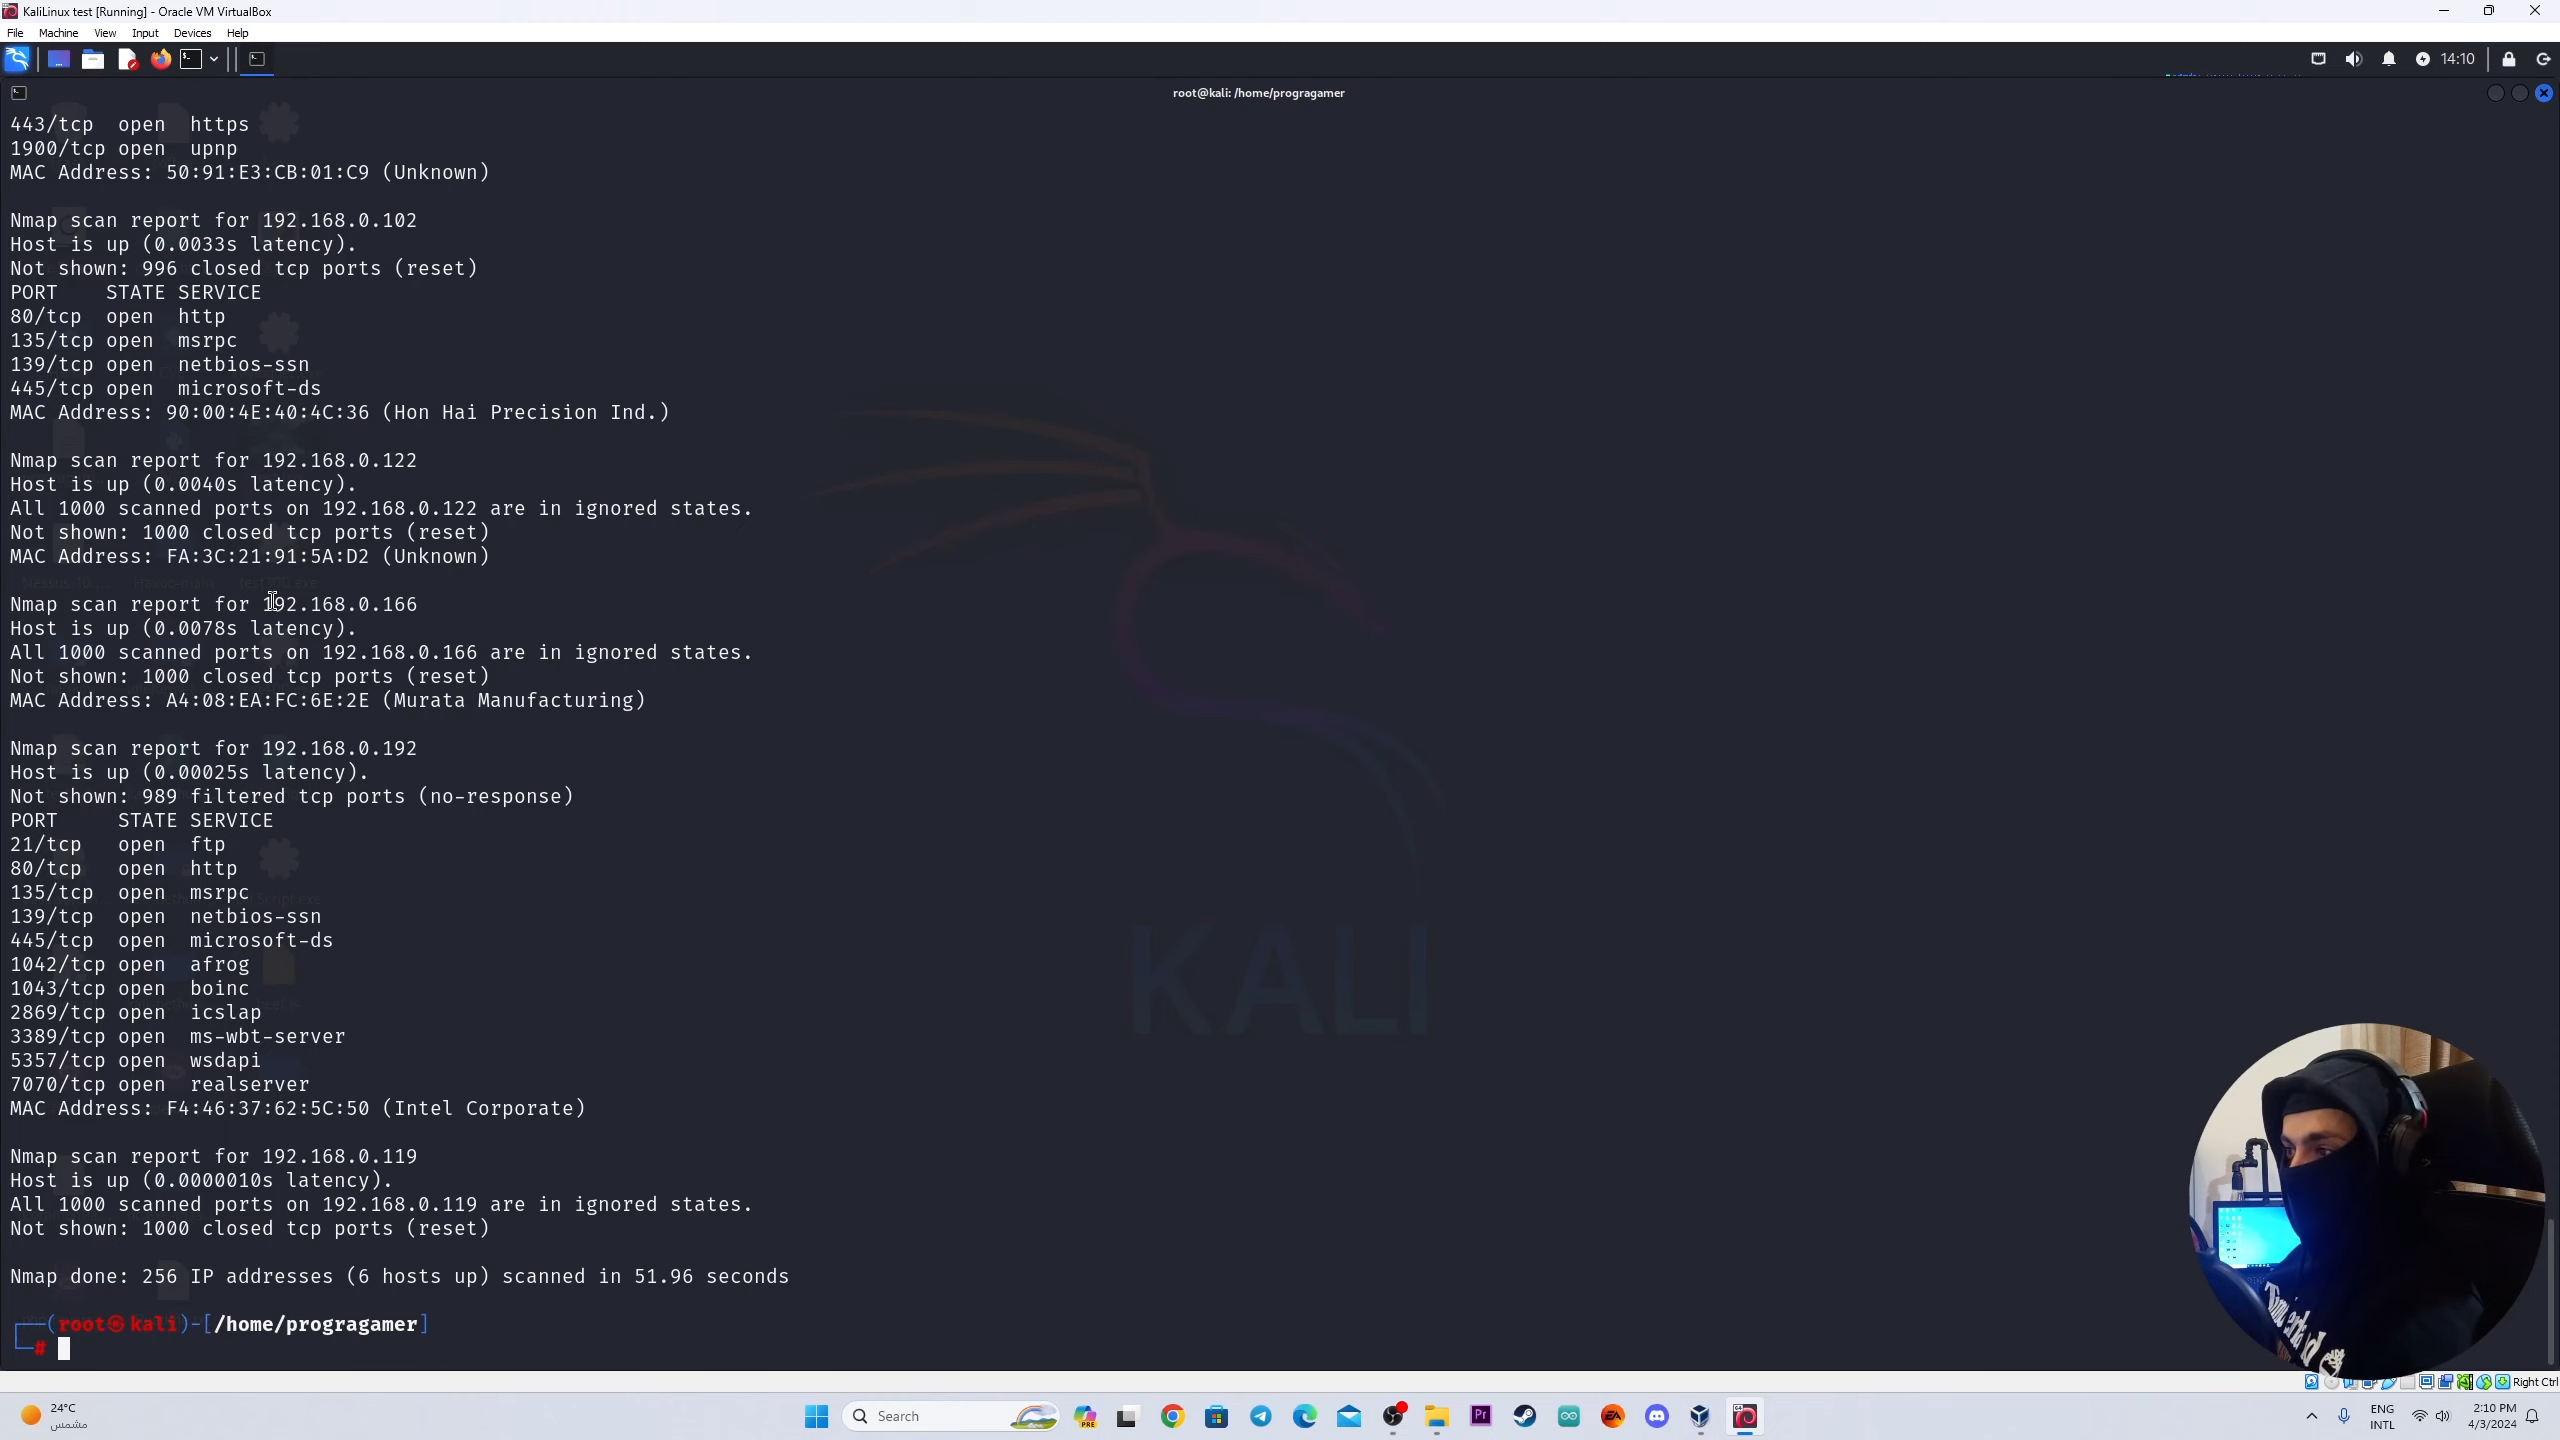 KaliLinux test [Running] - Oracle VM VirtualBox
File Machine View Input Devices Help
14:10
root@kali: /home/progragamer
443/tcp open https
1900/tcp open upnp
MAC Address: 50:91:E3:CB:01:C9 (Unknown)
Nmap scan report for 192.168.0.102
Host is up (0.0033s latency).
Not shown: 996 closed tcp ports (reset)
PORT STATE SERVICE
80/tcp open http
135/tcp open msrpc
139/tcp open netbios-ssn
445/tcp open microsoft-ds
MAC Address: 90:00:4E:40:4C:36 (Hon Hai Precision Ind.)
Nmap scan report for 192.168.0.122
Host is up (0.0040s latency).
All 1000 scanned ports on 192.168.0.122 are in ignored states.
Not shown: 1000 closed tcp ports (reset)
MAC Address: FA:3C:21:91:5A:D2 (Unknown)
Nmap scan report for 192.168.0.166
Host is up (0.0078s latency).
All 1000 scanned ports on 192.168.0.166 are in ignored states.
Not shown: 1000 closed tcp ports (reset)
MAC Address: A4:08:EA:FC:6E:2E (Murata Manufacturing)
Nmap scan report for 192.168.0.192
Host is up (0.00025s latency).
Not shown: 989 filtered tcp ports (no-response)
PORT STATE SERVICE
21/tcp open ftp
80/tcp open http
135/tcp open msrpc
139/tcp open netbios-ssn
445/tcp open microsoft-ds
1042/tcp open afrog
1043/tcp open boinc
2869/tcp open icslap
3389/tcp open ms-wbt-server
5357/tcp open wsdapi
7070/tcp open realserver
MAC Address: F4:46:37:62:5C:50 (Intel Corporate)
Nmap scan report for 192.168.0.119
Host is up (0.0000010s latency).
All 1000 scanned ports on 192.168.0.119 are in ignored states.
Not shown: 1000 closed tcp ports (reset)
Nmap done: 256 IP addresses (6 hosts up) scanned in 51.96 seconds
(root㉿kali)-[/home/progragamer]
#
KALI
Right Ctrl
24°C
مشمس
Search
PRE
Pr
EA
ENG
INTL
2:10 PM
4/3/2024